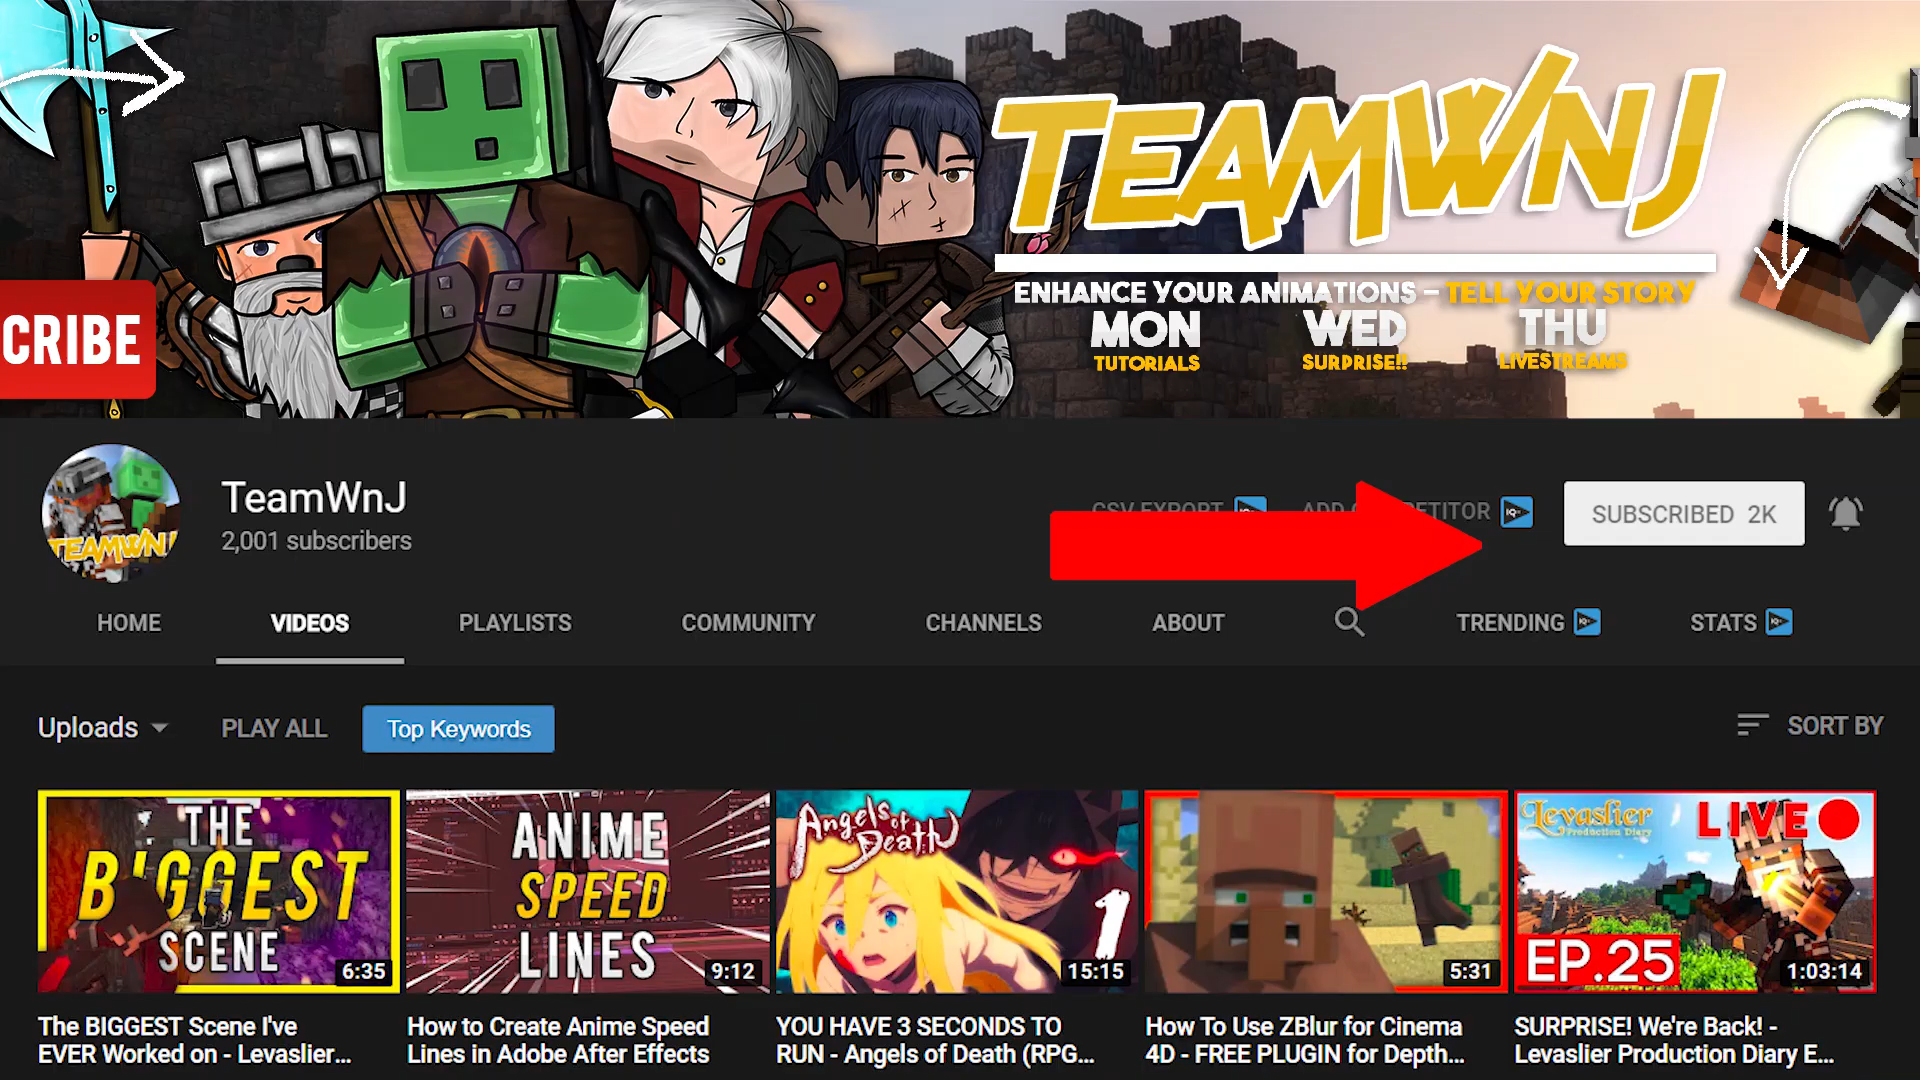 TEAMWNJ
ENHANCE YOUR ANIMATIONS – TELL YOUR STORY
MON WED THU
TUTORIALS SURPRISE!! LIVESTREAMS
CRIBE
TEAMWNJ
TeamWnJ
2,001 subscribers
CSV EXPORT
SUBSCRIBED 2K
HOME VIDEOS PLAYLISTS COMMUNITY CHANNELS ABOUT TRENDING STATS
Uploads PLAY ALL Top Keywords SORT BY
THE
BIGGEST
SCENE
6:35
ANIME
SPEED
LINES
9:12
Angels of
Death
1
15:15
5:31
Levaslier
Production Diary
LIVE
EP.25
1:03:14
The BIGGEST Scene I've
EVER Worked on - Levaslier...
How to Create Anime Speed
Lines in Adobe After Effects
YOU HAVE 3 SECONDS TO
RUN - Angels of Death (RPG...
How To Use ZBlur for Cinema
4D - FREE PLUGIN for Depth...
SURPRISE! We're Back! -
Levaslier Production Diary E...